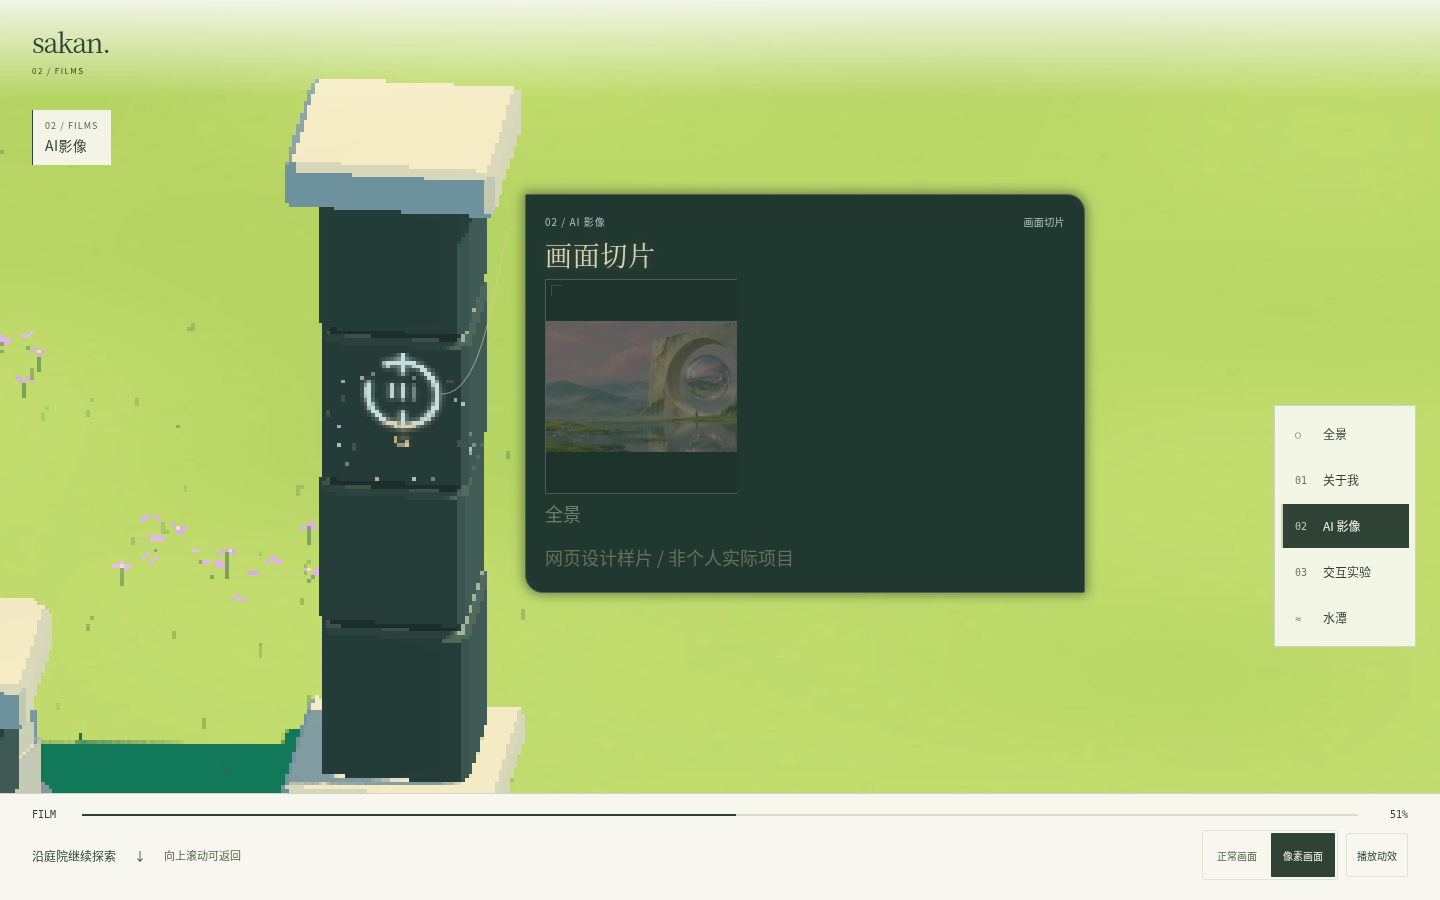 sakan.
02 / FILMS
02 / FILMS
AI影像
02 / AI 影像
画面切片
画面切片
全景
网页设计样片 / 非个人实际项目
○ 全景
01 关于我
02 AI 影像
03 交互实验
≈ 水潭
FILM
51%
沿庭院继续探索 ↓ 向上滚动可返回
正常画面 像素画面 播放动效